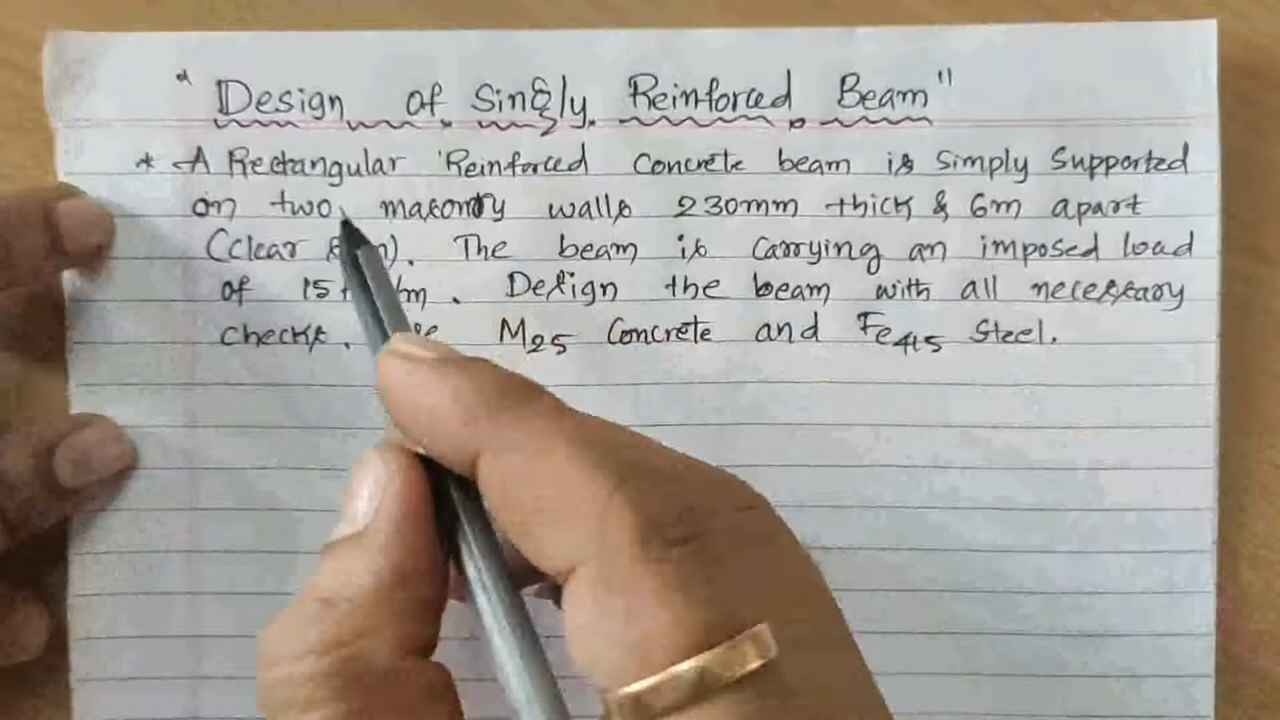 "Design of Singly Reinforced Beam"
* A Rectangular Reinforced Concrete beam is Simply Supported
on two masonry walls 230mm thick & 6m apart
(Clear). The beam is Carrying an imposed load
of 15 /m. Design the beam with all necessary
checks. M25 Concrete and Fe415 Steel.